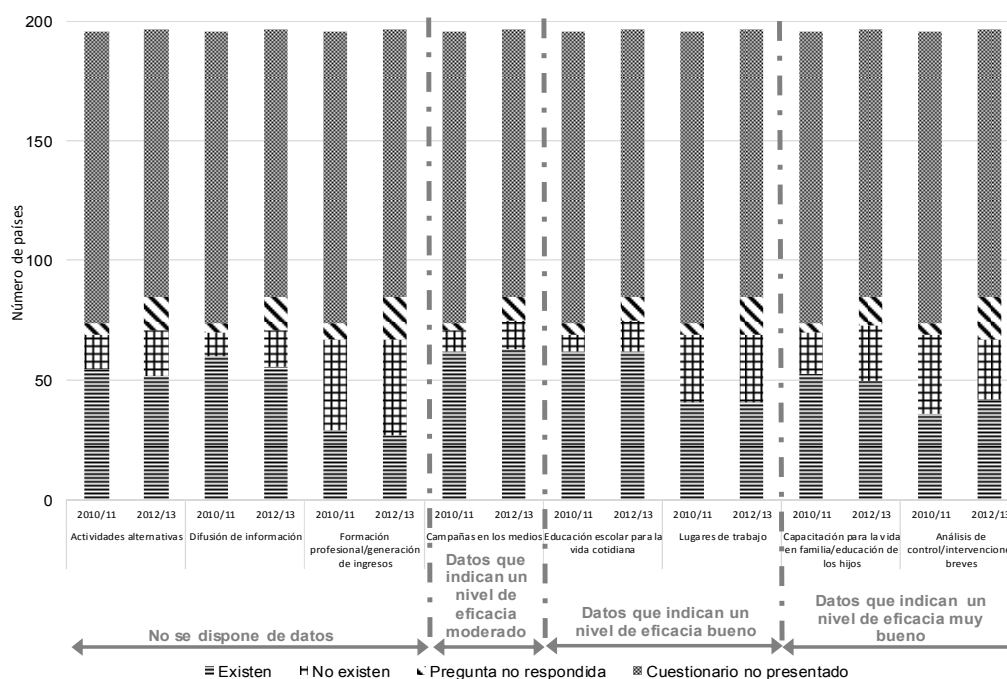 200
150
100
50
0
Número de países
2010/11 2012/13 2010/11 2012/13 2010/11 2012/13 2010/11 2012/13 2010/11 2012/13 2010/11 2012/13 2010/11 2012/13 2010/11 2012/13
Actividades alternativas
Difusión de información
Formación
profesional/generación
de ingresos
Campañas en los medios
Educación escolar para la
vida cotidiana
Lugares de trabajo
Capacitación para la vida
en familia/educación de
los hijos
Análisis de
control/intervencione
breves
No se dispone de datos
Datos que
indican un
nivel de
eficacia
moderado
Datos que indican un
nivel de eficacia bueno
Datos que indican un
nivel de eficacia muy
bueno
Existen No existen Pregunta no respondida Cuestionario no presentado